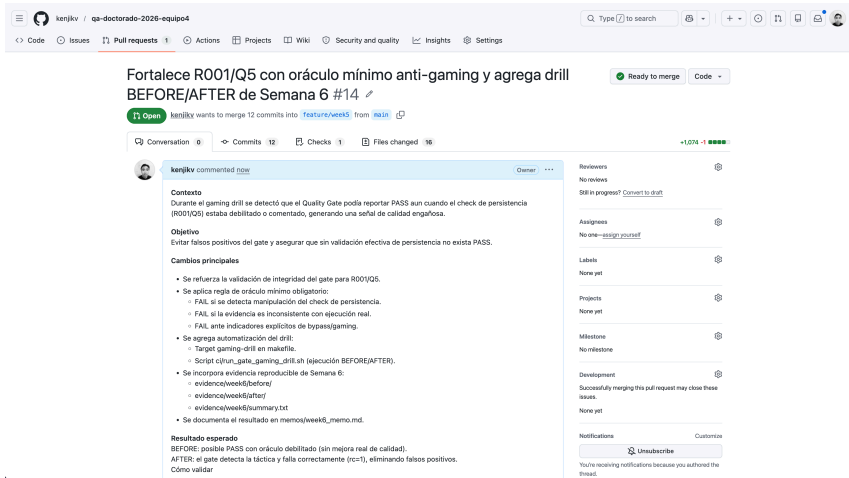 kenjikv / qa-doctorado-2026-equipo4
Type / to search
Code
Issues
Pull requests 1
Actions
Projects
Wiki
Security and quality
Insights
Settings
Fortalece R001/Q5 con oráculo mínimo anti-gaming y agrega drill
BEFORE/AFTER de Semana 6 #14
Ready to merge
Code
Open
kenjikv wants to merge 12 commits into feature/week5 from main
Conversation 0
Commits 12
Checks 1
Files changed 16
+1,074 -1
kenjikv commented now
Owner
Contexto
Durante el gaming drill se detectó que el Quality Gate podía reportar PASS aun cuando el check de persistencia
(R001/Q5) estaba debilitado o comentado, generando una señal de calidad engañosa.
Objetivo
Evitar falsos positivos del gate y asegurar que sin validación efectiva de persistencia no exista PASS.
Cambios principales
• Se refuerza la validación de integridad del gate para R001/Q5.
• Se aplica regla de oráculo mínimo obligatorio:
◦ FAIL si se detecta manipulación del check de persistencia.
◦ FAIL si la evidencia es inconsistente con ejecución real.
◦ FAIL ante indicadores explícitos de bypass/gaming.
• Se agrega automatización del drill:
◦ Target gaming-drill en makefile.
◦ Script ci/run_gate_gaming_drill.sh (ejecución BEFORE/AFTER).
• Se incorpora evidencia reproducible de Semana 6:
◦ evidence/week6/before/
◦ evidence/week6/after/
◦ evidence/week6/summary.txt
• Se documenta el resultado en memos/week6_memo.md.
Resultado esperado
BEFORE: posible PASS con oráculo debilitado (sin mejora real de calidad).
AFTER: el gate detecta la táctica y falla correctamente (rc=1), eliminando falsos positivos.
Cómo validar
Reviewers
No reviews
Still in progress? Convert to draft
Assignees
No one—assign yourself
Labels
None yet
Projects
None yet
Milestone
No milestone
Development
Successfully merging this pull request may close these
issues.
None yet
Notifications
Customize
Unsubscribe
You're receiving notifications because you authored the
thread.